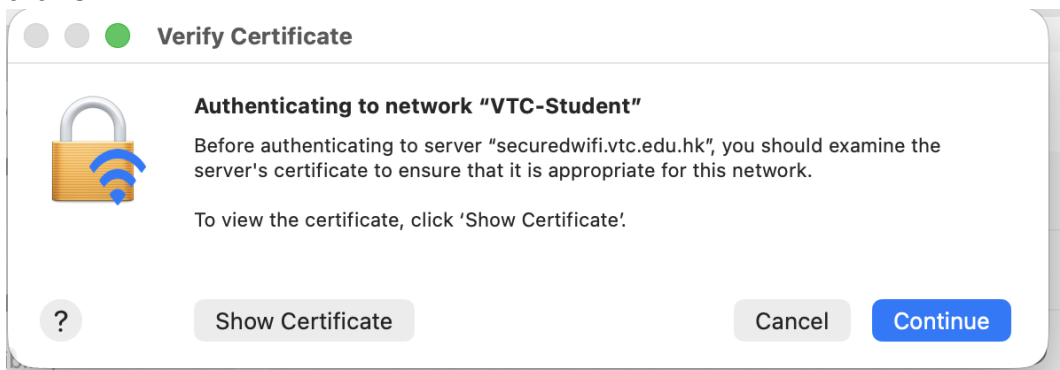 Verify Certificate
Authenticating to network “VTC-Student”
Before authenticating to server “securedwifi.vtc.edu.hk”, you should examine the
server's certificate to ensure that it is appropriate for this network.
To view the certificate, click ‘Show Certificate’.
?
Show Certificate
Cancel
Continue